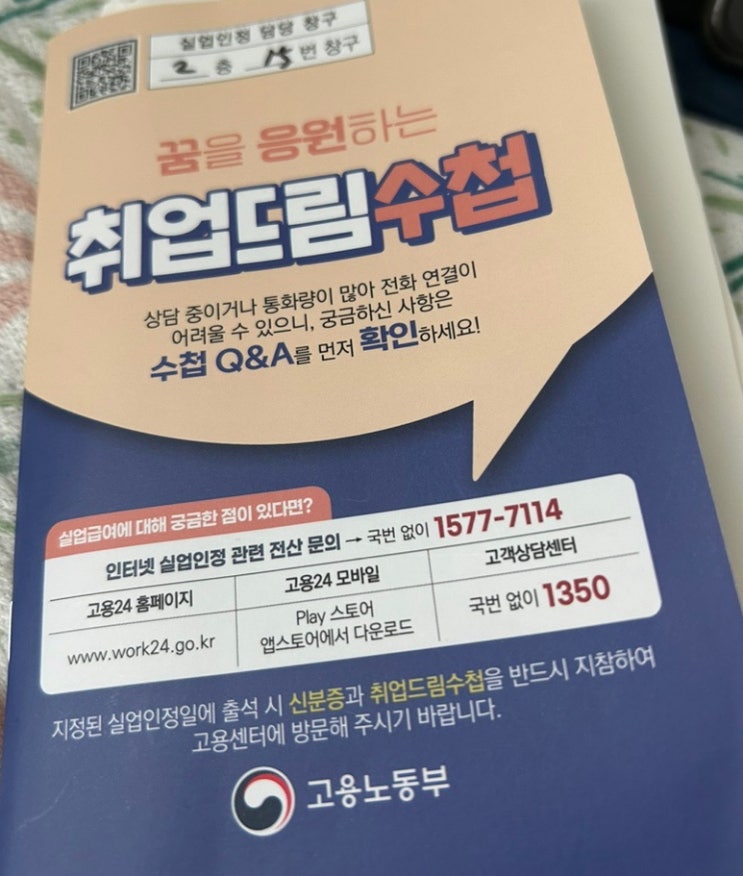 실업인정 담당 창구
2 층 15 번 창구
꿈을 응원하는
취업드림수첩
상담 중이거나 통화량이 많아 전화 연결이
어려울 수 있으니, 궁금하신 사항은
수첩 Q&A를 먼저 확인하세요!
실업급여에 대해 궁금한 점이 있다면?
인터넷 실업인정 관련 전산 문의 → 국번 없이 1577-7114
고용24 홈페이지
고용24 모바일
고객상담센터
www.work24.go.kr
Play 스토어
앱스토어에서 다운로드
국번 없이 1350
지정된 실업인정일에 출석 시 신분증과 취업드림수첩을 반드시 지참하여
고용센터에 방문해 주시기 바랍니다.
고용노동부